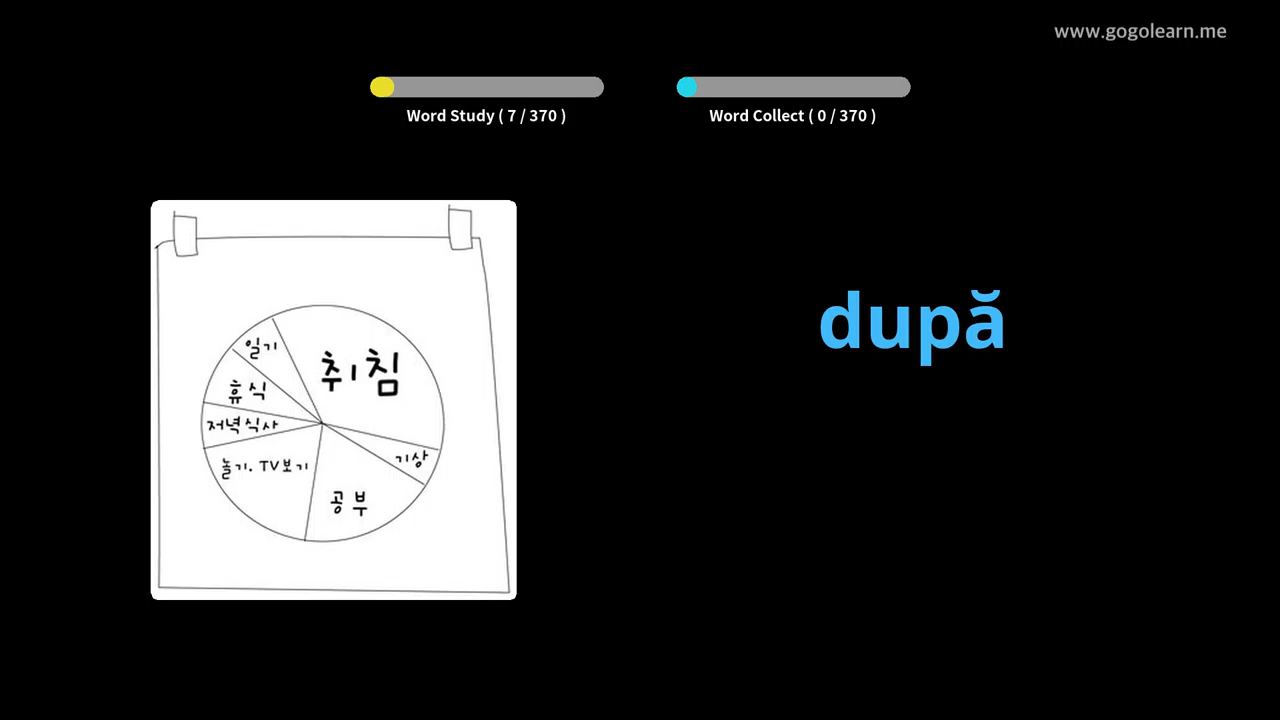 www.gogolearn.me
Word Study ( 7 / 370 )
Word Collect ( 0 / 370 )
일기
취침
휴식
저녁식사
놀기. TV보기
기상
공부
după